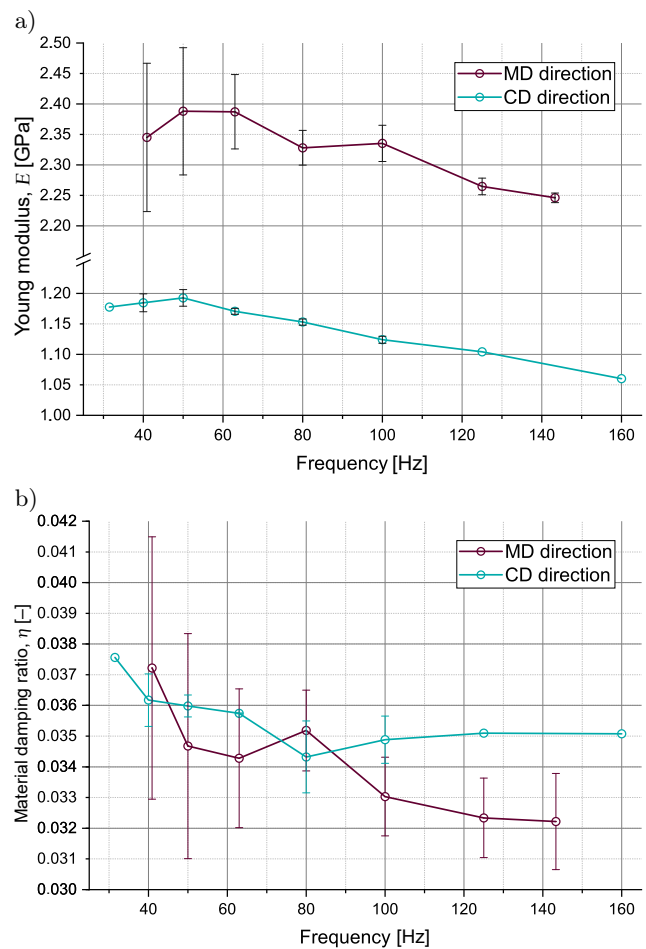 a)
2.50
2.45
2.40
2.35
2.30
2.25
2.20
1.20
1.15
1.10
1.05
1.00
Young modulus, E [GPa]
MD direction
CD direction
40 60 80 100 120 140 160
Frequency [Hz]
b)
0.042
0.041
0.040
0.039
0.038
0.037
0.036
0.035
0.034
0.033
0.032
0.031
0.030
Material damping ratio, η [–]
MD direction
CD direction
40 60 80 100 120 140 160
Frequency [Hz]